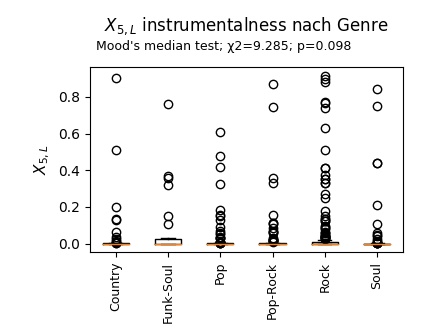 X5,L instrumentalness nach Genre
Mood's median test; χ2=9.285; p=0.098
X5,L
0.8
0.6
0.4
0.2
0.0
Country
Funk-Soul
Pop
Pop-Rock
Rock
Soul